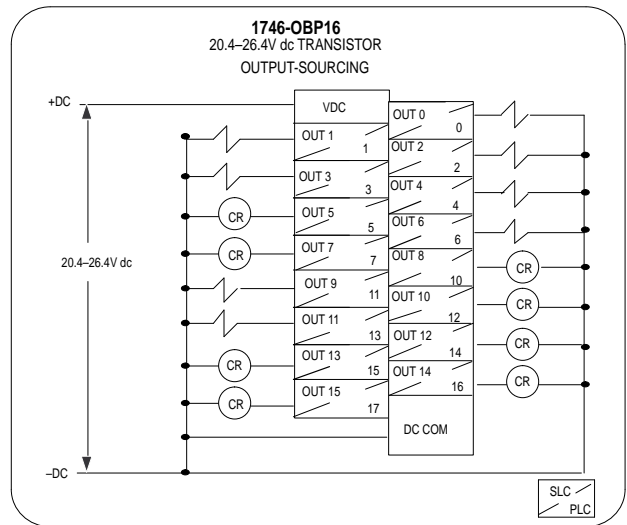 1746-OBP16
20.4–26.4V dc TRANSISTOR
OUTPUT-SOURCING
+DC
VDC
OUT 0
0
OUT 1
1
OUT 2
2
OUT 3
3
OUT 4
4
CR
OUT 5
5
OUT 6
6
20.4–26.4V dc
CR
OUT 7
7
OUT 8
10
CR
OUT 9
11
OUT 10
12
CR
OUT 11
13
OUT 12
14
CR
CR
OUT 13
15
OUT 14
16
CR
CR
OUT 15
17
DC COM
–DC
SLC
PLC